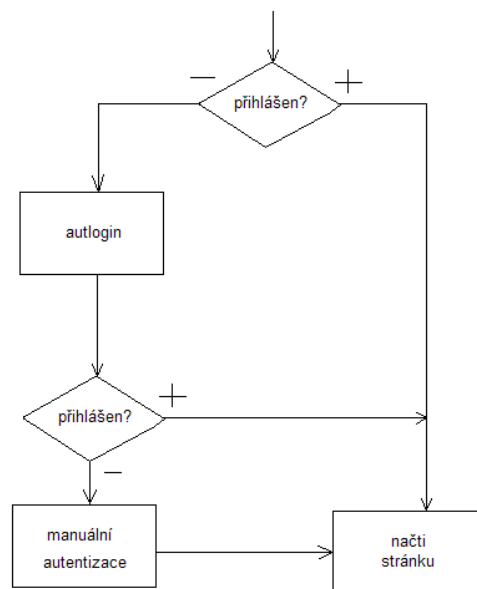 − +
přihlášen?
autlogin
přihlášen? +
−
manuální
autentizace
načti
stránku